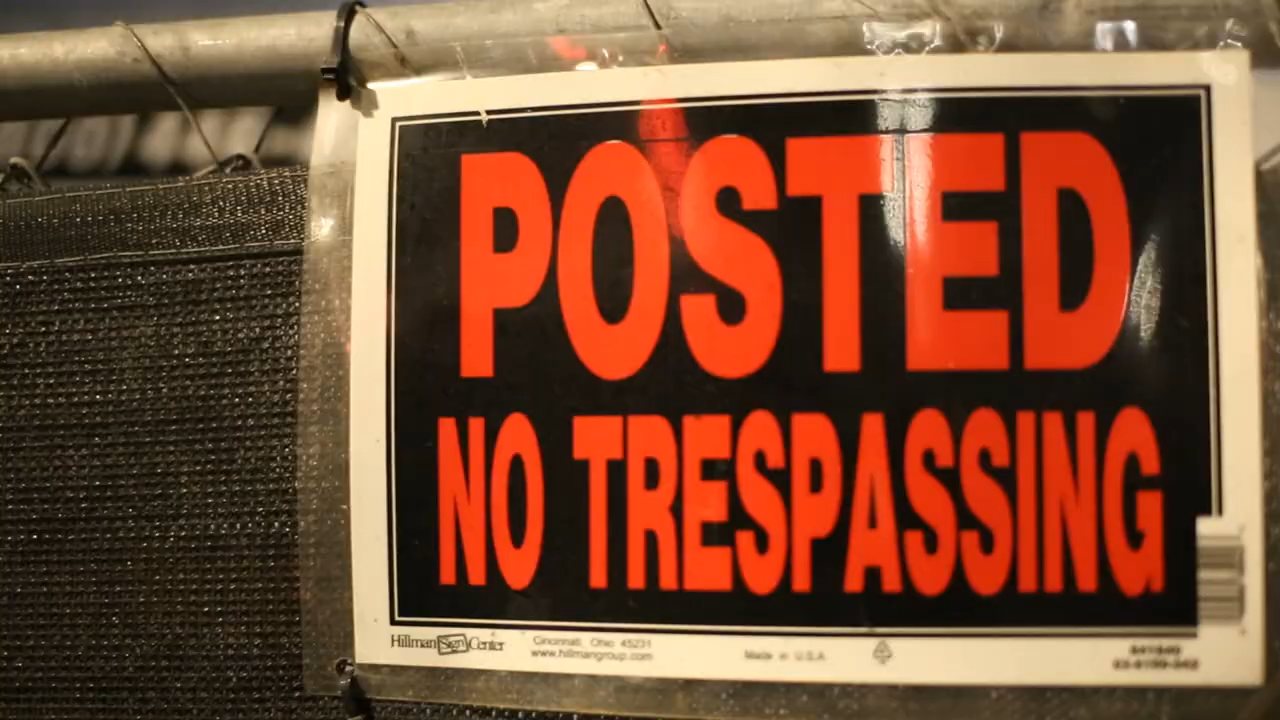 POSTED
NO TRESPASSING
Hillman Sign Center
Cincinnati, Ohio 45231
www.hillmangroup.com
Made in U.S.A.